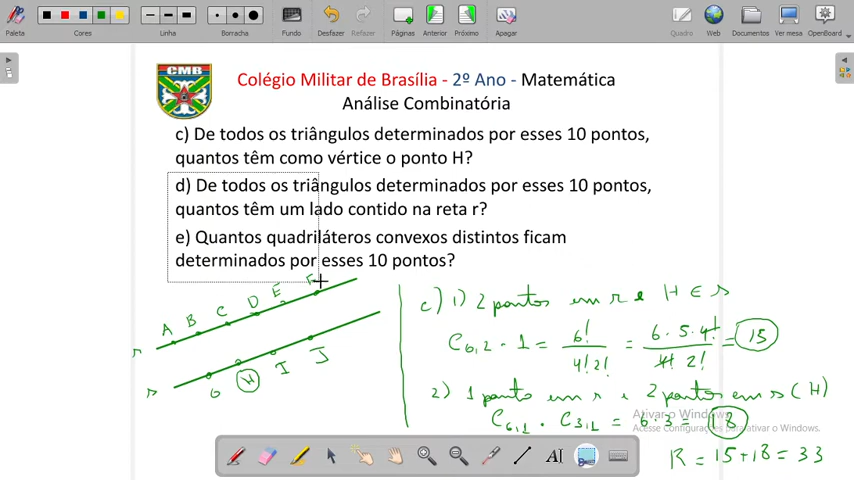 Paleta
Cores
Linha
Borracha
Fundo
Desfazer
Refazer
Páginas
Anterior
Próximo
Apagar
Quadro
Web
Documentos
Ver mesa
OpenBoard
CMB
Colégio Militar de Brasília - 2º Ano - Matemática
Análise Combinatória
c) De todos os triângulos determinados por esses 10 pontos,
quantos têm como vértice o ponto H?
d) De todos os triângulos determinados por esses 10 pontos,
quantos têm um lado contido na reta r?
e) Quantos quadriláteros convexos distintos ficam
determinados por esses 10 pontos?
A B C D E F
r
s
G H I J
c) 1) 2 pontos em r e H ∈ s
C6,2 · 1 = 6!/4!2! = 6·5·4!/4! 2! = 15
2) 1 ponto em r e 2 pontos em s (H)
C6,1 · C3,1 = 6·3 = 18
R = 15+18 = 33
Ativar o Windows
Acesse Configurações para ativar o Windows.